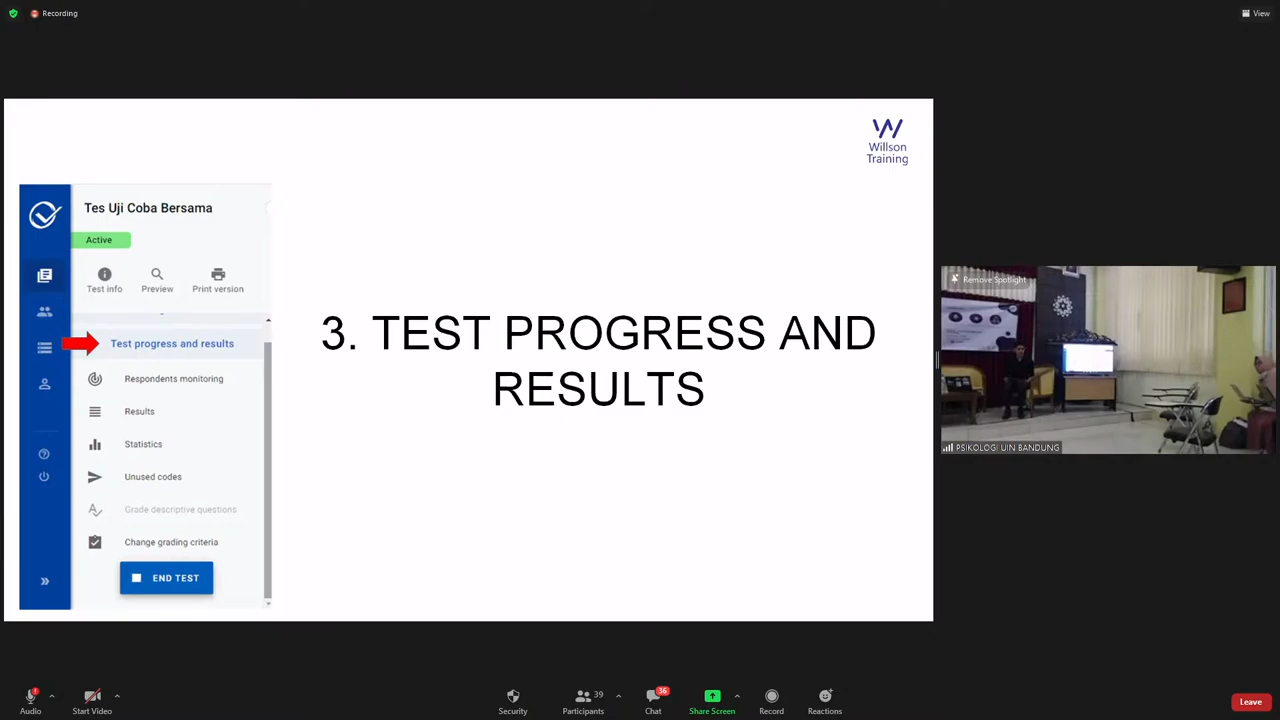 Recording
View
Willson
Training
Tes Uji Coba Bersama
Active
Test info
Preview
Print version
Test progress and results
Respondents monitoring
Results
Statistics
Unused codes
Grade descriptive questions
Change grading criteria
END TEST
3. TEST PROGRESS AND
RESULTS
Remove Spotlight
PSIKOLOGI UIN BANDUNG
Audio
Start Video
Security
Participants
39
Chat
36
Share Screen
Record
Reactions
Leave